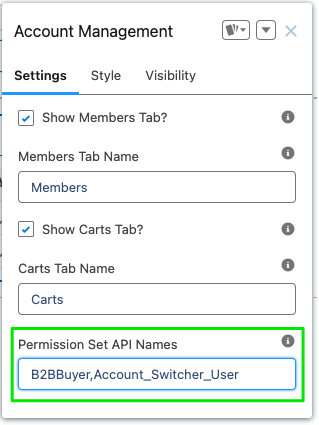 Account Management
Settings Style Visibility
Show Members Tab?
Members Tab Name
Members
Show Carts Tab?
Carts Tab Name
Carts
Permission Set API Names
B2BBuyer,Account_Switcher_User